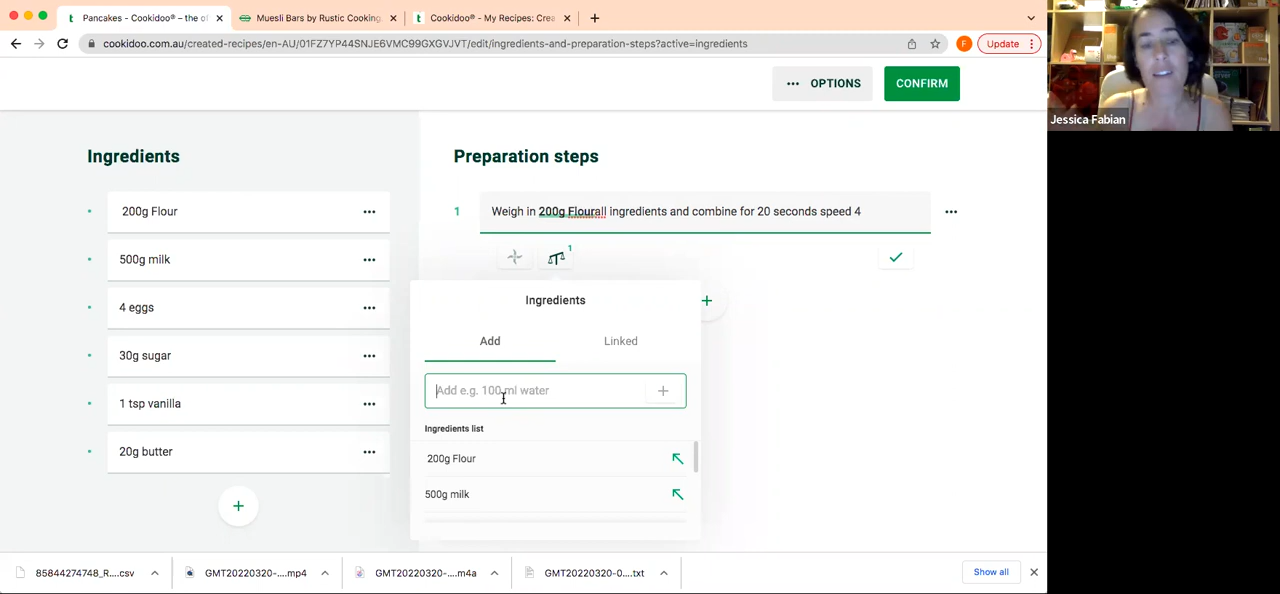 Pancakes - Cookidoo® – the o
Muesli Bars by Rustic Cooking.
Cookidoo® - My Recipes: Crea
cookidoo.com.au/created-recipes/en-AU/01FZ7YP44SNJE6VMC99GXGVJVT/edit/ingredients-and-preparation-steps?active=ingredients
F
Update
OPTIONS
CONFIRM
Jessica Fabian
Ingredients
200g Flour
500g milk
4 eggs
30g sugar
1 tsp vanilla
20g butter
Preparation steps
1
Weigh in 200g Flourall ingredients and combine for 20 seconds speed 4
1
Ingredients
Add
Linked
Add e.g. 100 ml water
Ingredients list
200g Flour
500g milk
85844274748_R....csv
GMT20220320-....mp4
GMT20220320-....m4a
GMT20220320-0....txt
Show all